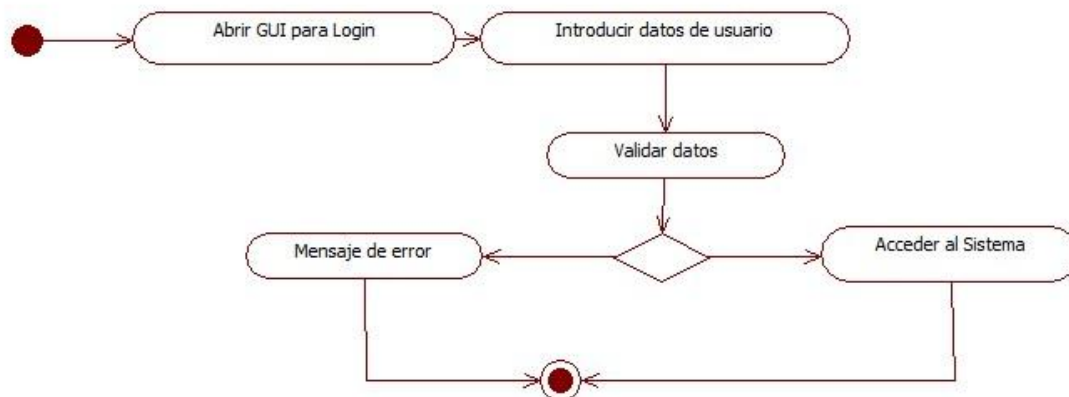 Abrir GUI para Login
Introducir datos de usuario
Validar datos
Mensaje de error
Acceder al Sistema